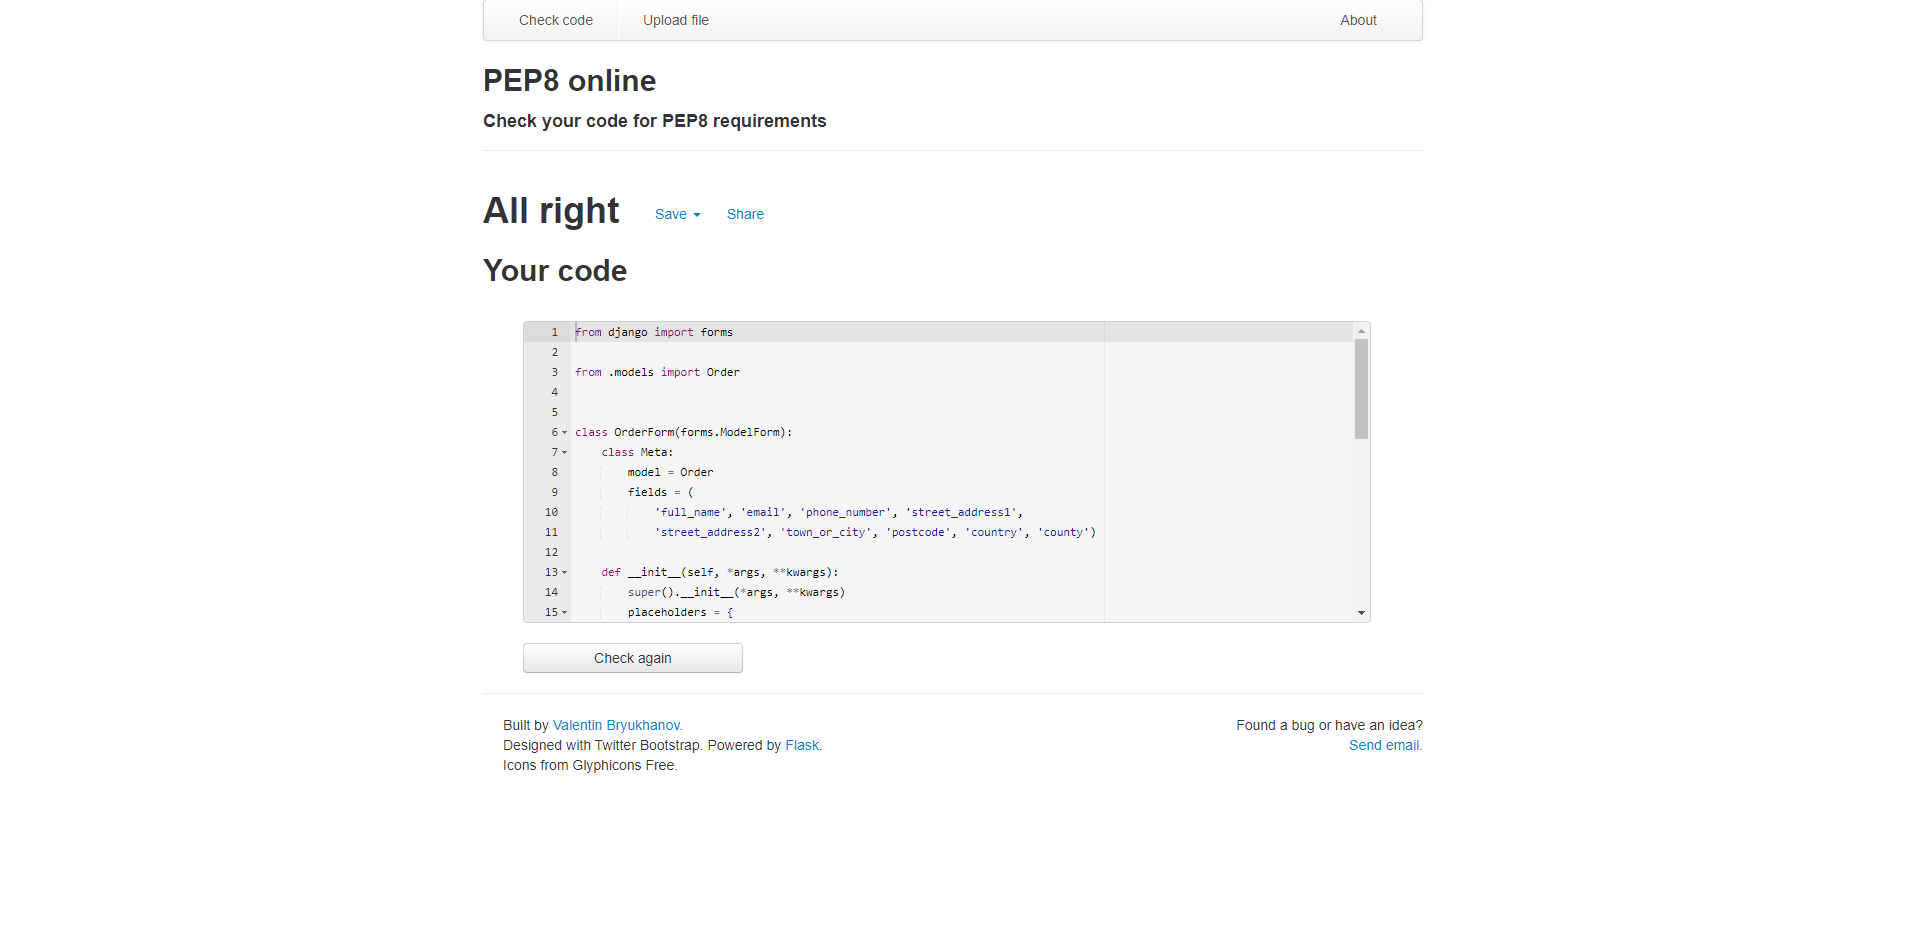 Check code Upload file About
PEP8 online
Check your code for PEP8 requirements
All right Save Share
Your code
1 from django import forms
2
3 from .models import Order
4
5
6 class OrderForm(forms.ModelForm):
7     class Meta:
8         model = Order
9         fields = (
10             'full_name', 'email', 'phone_number', 'street_address1',
11             'street_address2', 'town_or_city', 'postcode', 'country', 'county')
12
13     def __init__(self, *args, **kwargs):
14         super().__init__(*args, **kwargs)
15         placeholders = {
Check again
Built by Valentin Bryukhanov. Found a bug or have an idea?
Designed with Twitter Bootstrap. Powered by Flask. Send email.
Icons from Glyphicons Free.